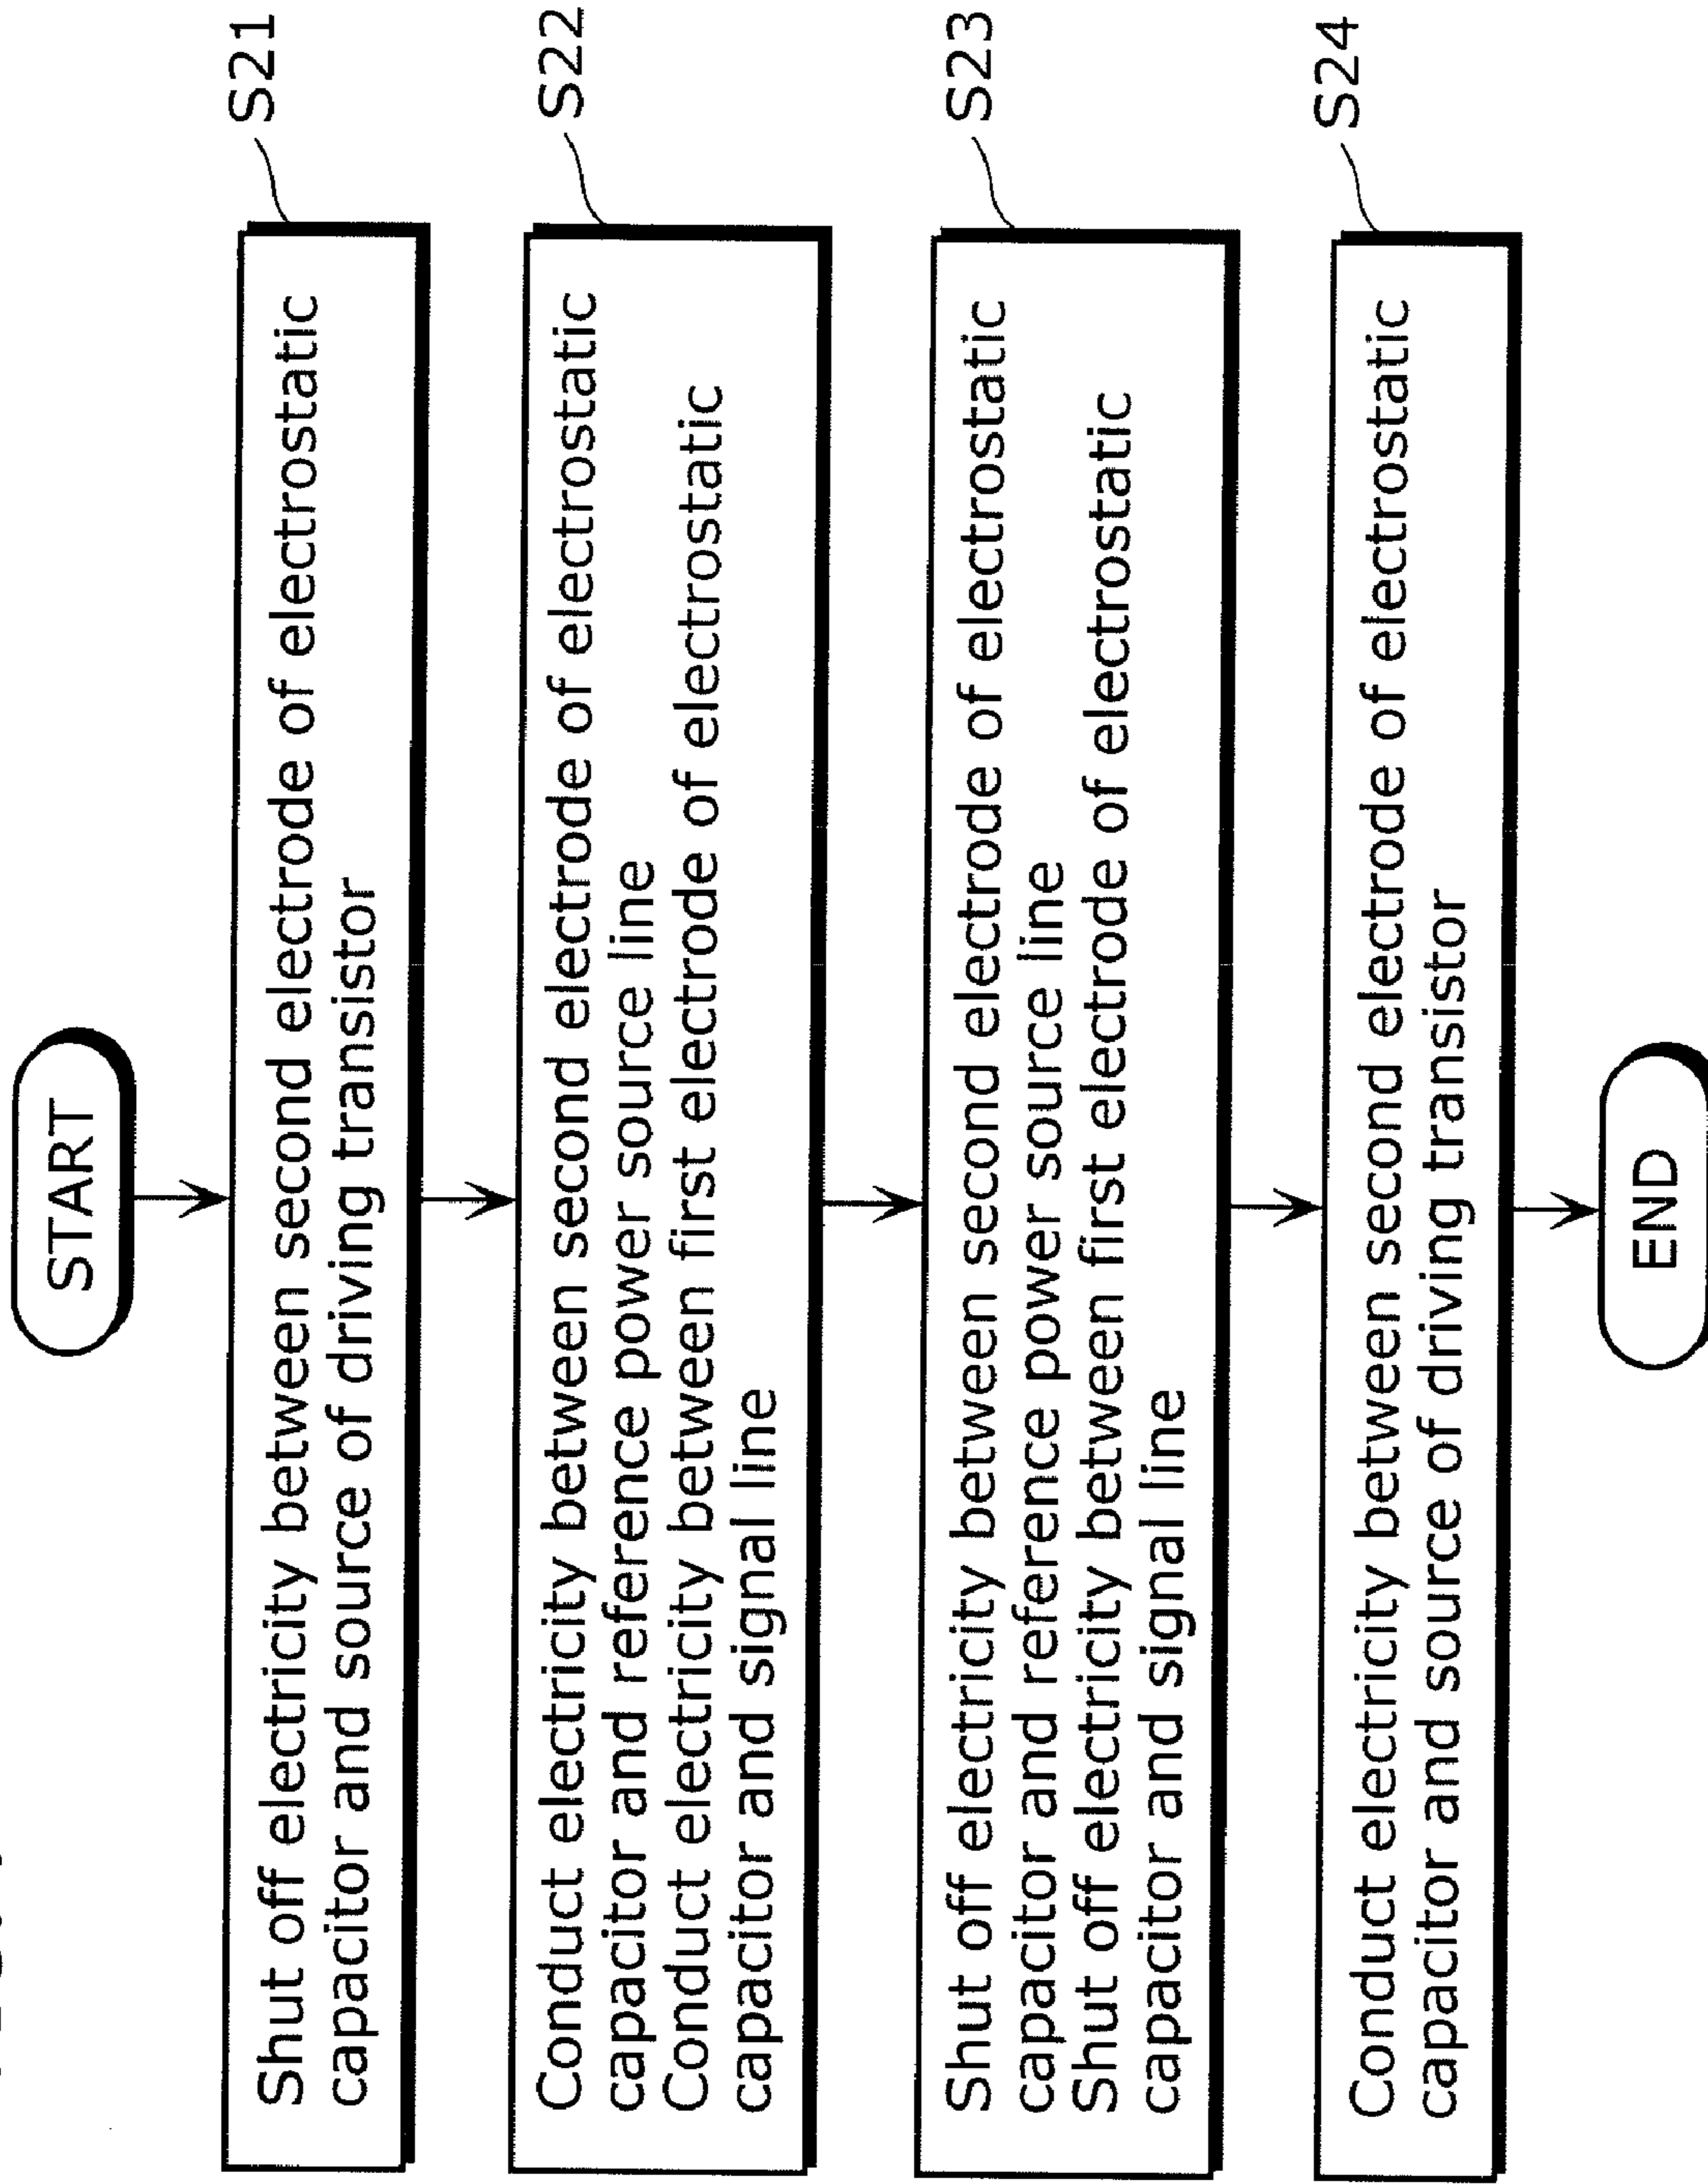 START
S21
Shut off electricity between second electrode of electrostatic
capacitor and source of driving transistor
S22
Conduct electricity between second electrode of electrostatic
capacitor and reference power source line
Conduct electricity between first electrode of electrostatic
capacitor and signal line
S23
Shut off electricity between second electrode of electrostatic
capacitor and reference power source line
Shut off electricity between first electrode of electrostatic
capacitor and signal line
S24
Conduct electricity between second electrode of electrostatic
capacitor and source of driving transistor
END